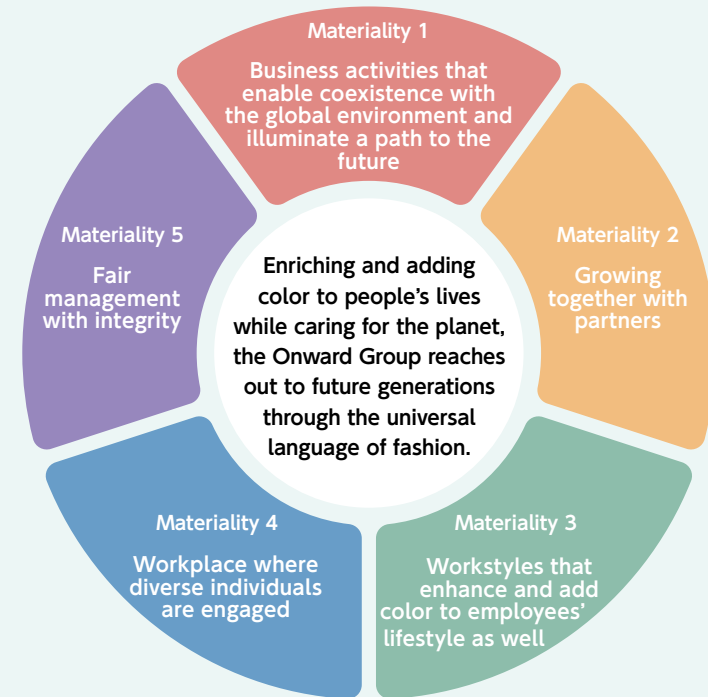 Materiality 1
Business activities that
enable coexistence with
the global environment and
illuminate a path to the
future
Materiality 2
Growing
together with
partners
Materiality 3
Workstyles that
enhance and add
color to employees’
lifestyle as well
Materiality 4
Workplace where
diverse individuals
are engaged
Materiality 5
Fair
management
with integrity
Enriching and adding
color to people’s lives
while caring for the planet,
the Onward Group reaches
out to future generations
through the universal
language of fashion.